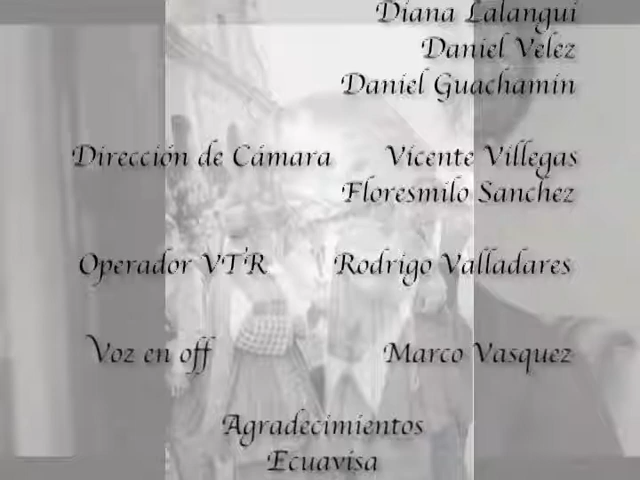 Diana Lalangui
Daniel Velez
Daniel Guachamin
Dirección de Cámara Vicente Villegas
Floresmilo Sanchez
Operador VTR Rodrigo Valladares
Voz en off Marco Vasquez
Agradecimientos
Ecuavisa